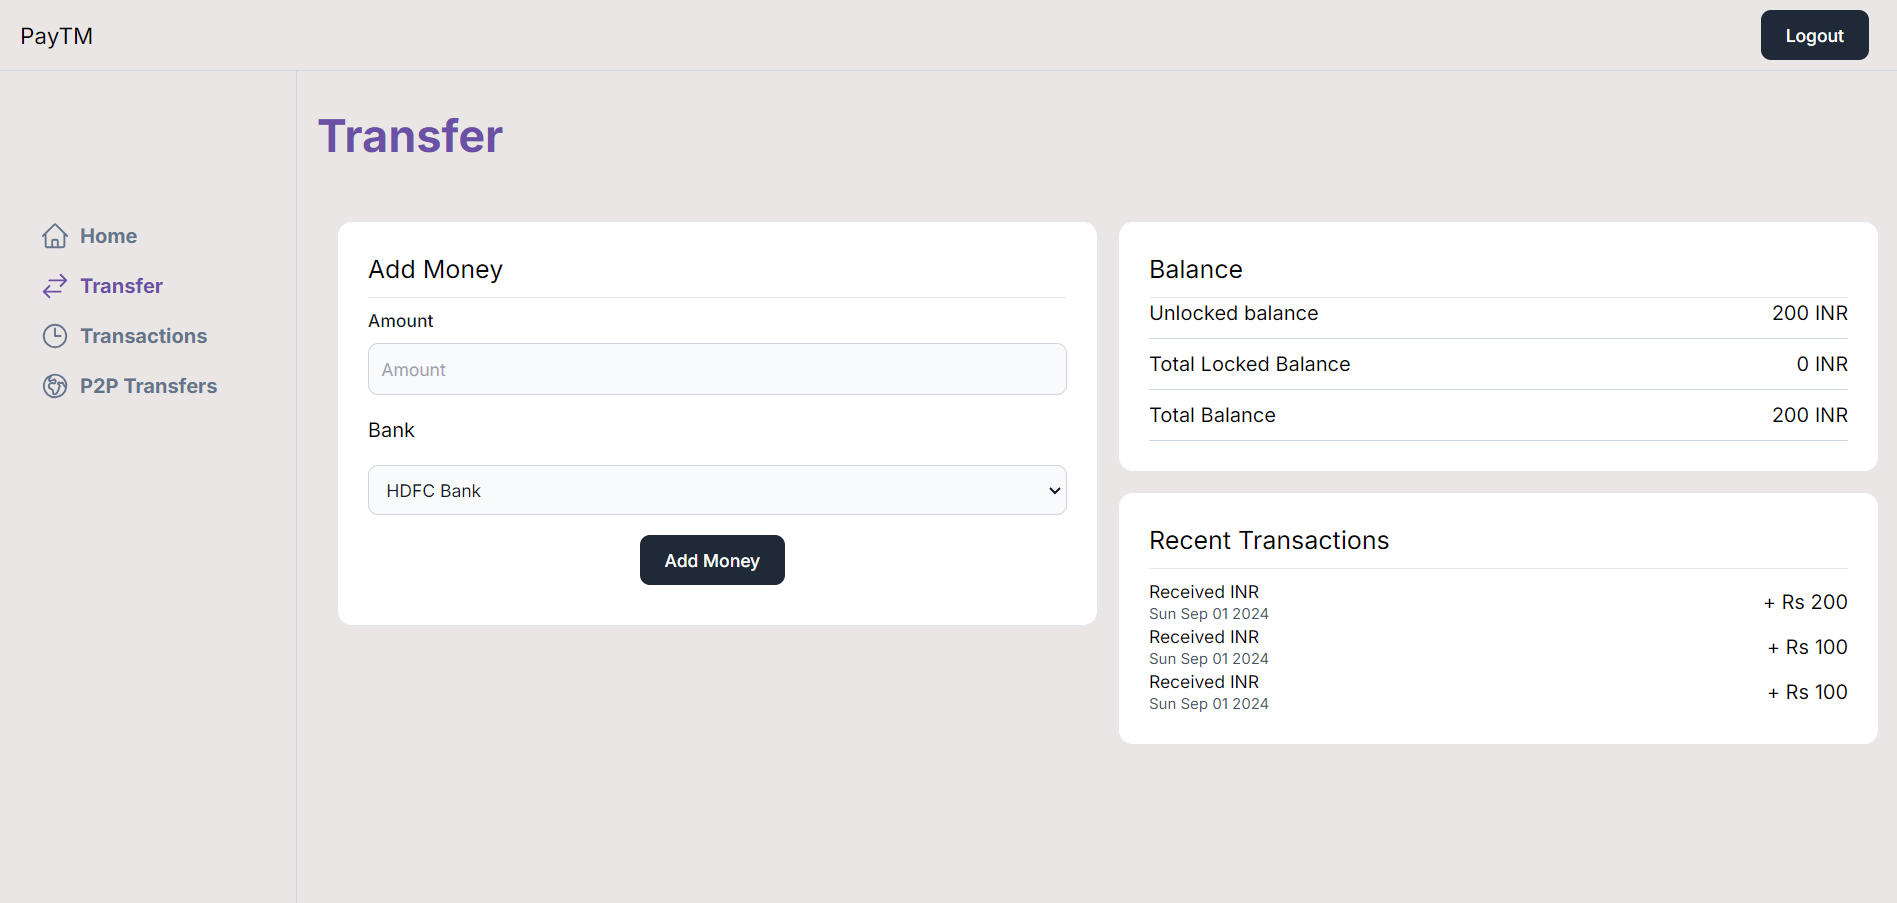 PayTM
Logout
Home
Transfer
Transactions
P2P Transfers
Transfer
Add Money
Amount
Amount
Bank
HDFC Bank
Add Money
Balance
Unlocked balance 200 INR
Total Locked Balance 0 INR
Total Balance 200 INR
Recent Transactions
Received INR
Sun Sep 01 2024
+ Rs 200
Received INR
Sun Sep 01 2024
+ Rs 100
Received INR
Sun Sep 01 2024
+ Rs 100